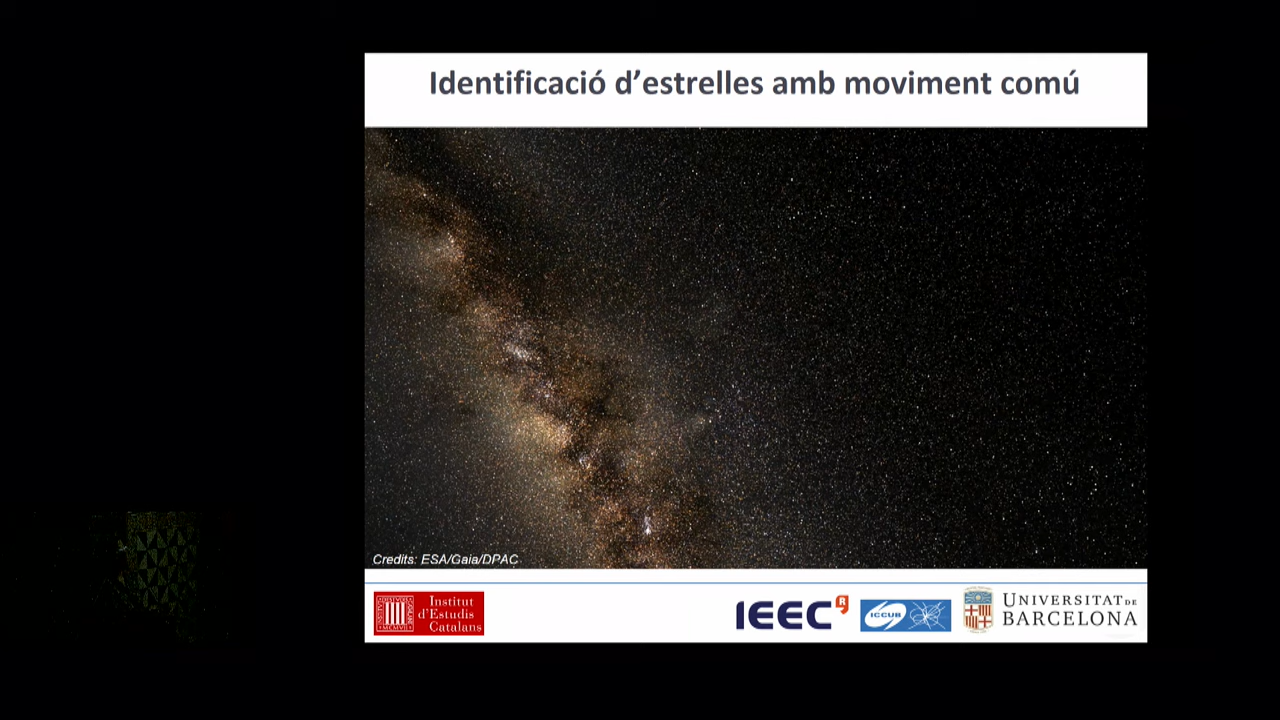 Identificació d'estrelles amb moviment comú
Credits: ESA/Gaia/DPAC
Institut
d'Estudis
Catalans
IEEC R
ICCUB
UNIVERSITAT DE
BARCELONA